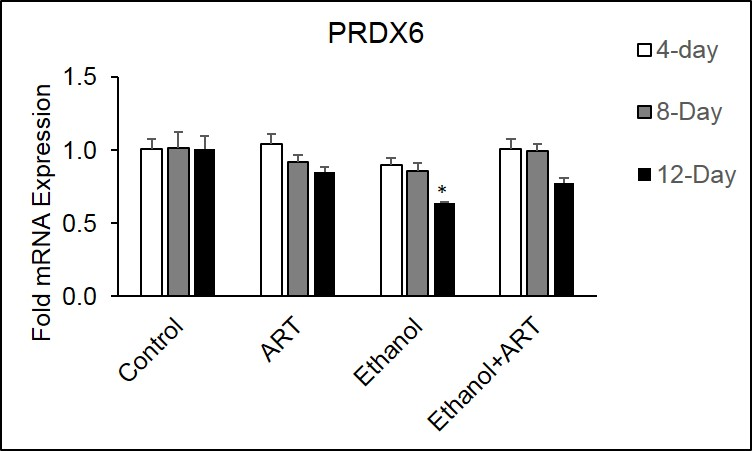 PRDX6
4-day
8-Day
12-Day
Fold mRNA Expression
1.5
1.0
0.5
0.0
*
Control
ART
Ethanol
Ethanol+ART